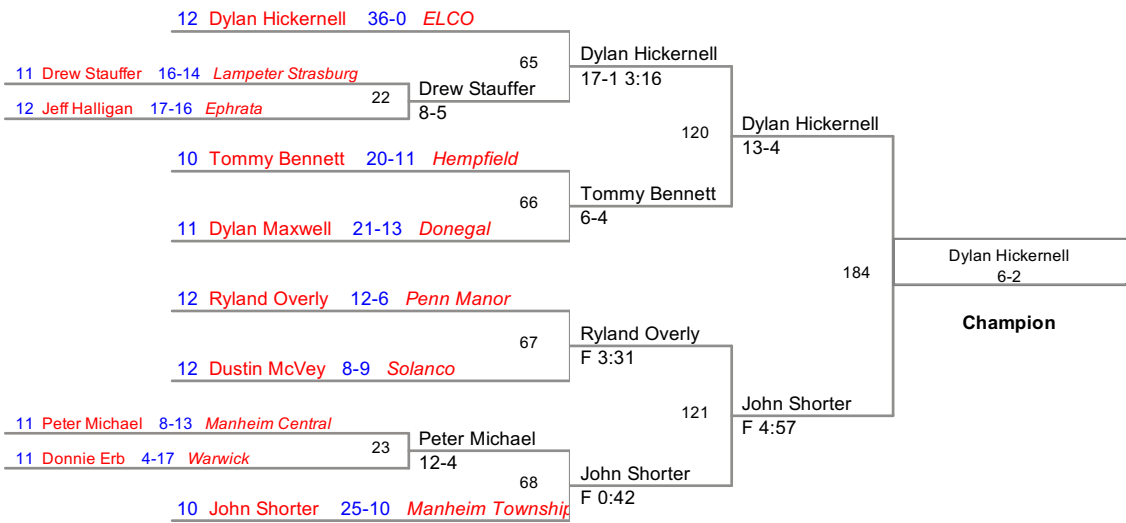 12 Dylan Hickernell 36-0 ELCO
Dylan Hickernell
65
17-1 3:16
11 Drew Stauffer 16-14 Lampeter Strasburg
22
Drew Stauffer
8-5
12 Jeff Halligan 17-16 Ephrata
120
Dylan Hickernell
13-4
10 Tommy Bennett 20-11 Hempfield
66
Tommy Bennett
6-4
11 Dylan Maxwell 21-13 Donegal
184
Dylan Hickernell
6-2
Champion
12 Ryland Overly 12-6 Penn Manor
67
Ryland Overly
F 3:31
12 Dustin McVey 8-9 Solanco
121
John Shorter
F 4:57
11 Peter Michael 8-13 Manheim Central
23
Peter Michael
12-4
11 Donnie Erb 4-17 Warwick
68
John Shorter
F 0:42
10 John Shorter 25-10 Manheim Township